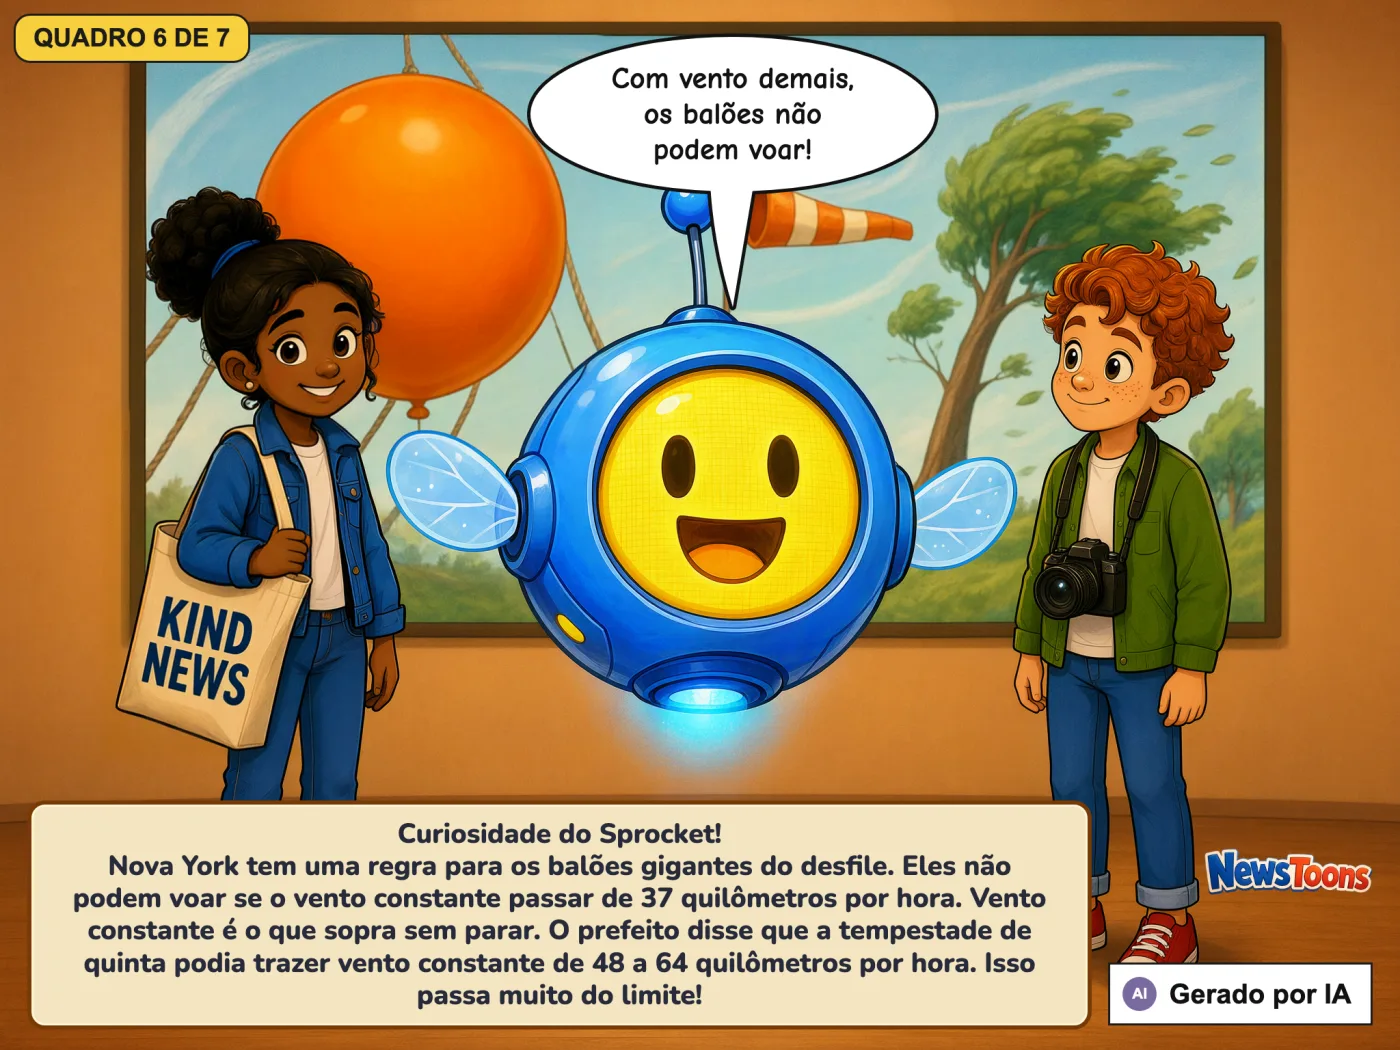 QUADRO 6 DE 7
Com vento demais,
os balões não
podem voar!
KIND
NEWS
Curiosidade do Sprocket!
Nova York tem uma regra para os balões gigantes do desfile. Eles não
podem voar se o vento constante passar de 37 quilômetros por hora. Vento
constante é o que sopra sem parar. O prefeito disse que a tempestade de
quinta podia trazer vento constante de 48 a 64 quilômetros por hora. Isso
passa muito do limite!
NewsToons
AI Gerado por IA